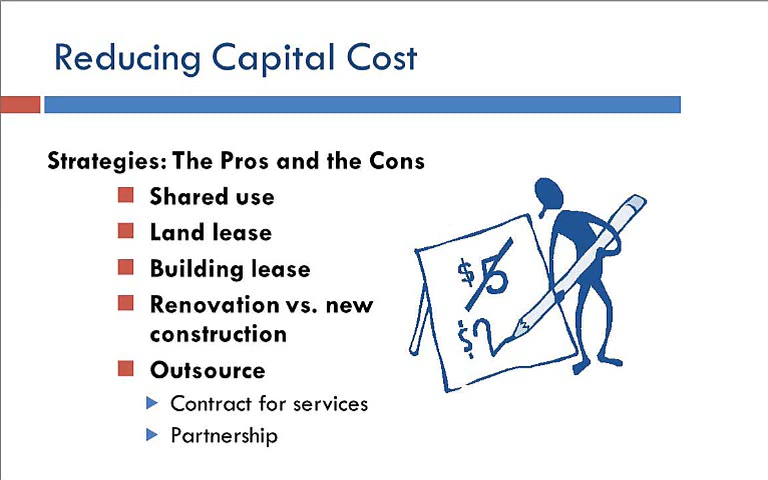 Reducing Capital Cost
Strategies: The Pros and the Cons
Shared use
Land lease
Building lease
Renovation vs. new
construction
Outsource
Contract for services
Partnership
$5
$2